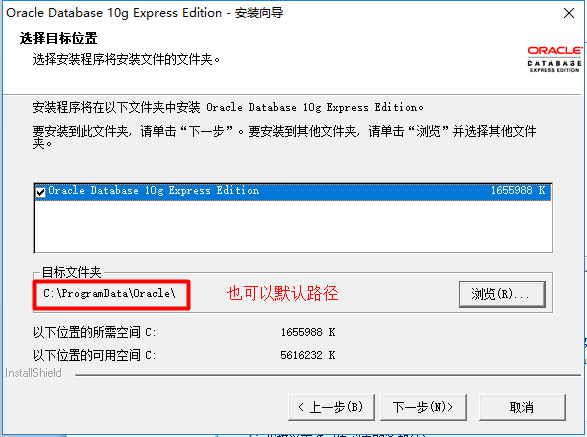 Oracle Database 10g Express Edition - 安装向导
选择目标位置
选择安装程序将安装文件的文件夹。
ORACLE
DATABASE
EXPRESS EDITION
安装程序将在以下文件夹中安装 Oracle Database 10g Express Edition。
要安装到此文件夹, 请单击“下一步”。要安装到其他文件夹, 请单击“浏览”并选择其他文件
夹。
Oracle Database 10g Express Edition 1655988 K
目标文件夹
C:\ProgramData\Oracle\ 也可以默认路径 浏览(R)...
以下位置的所需空间 C: 1655988 K
以下位置的可用空间 C: 5616232 K
InstallShield
< 上一步(B) 下一步(N)> 取消